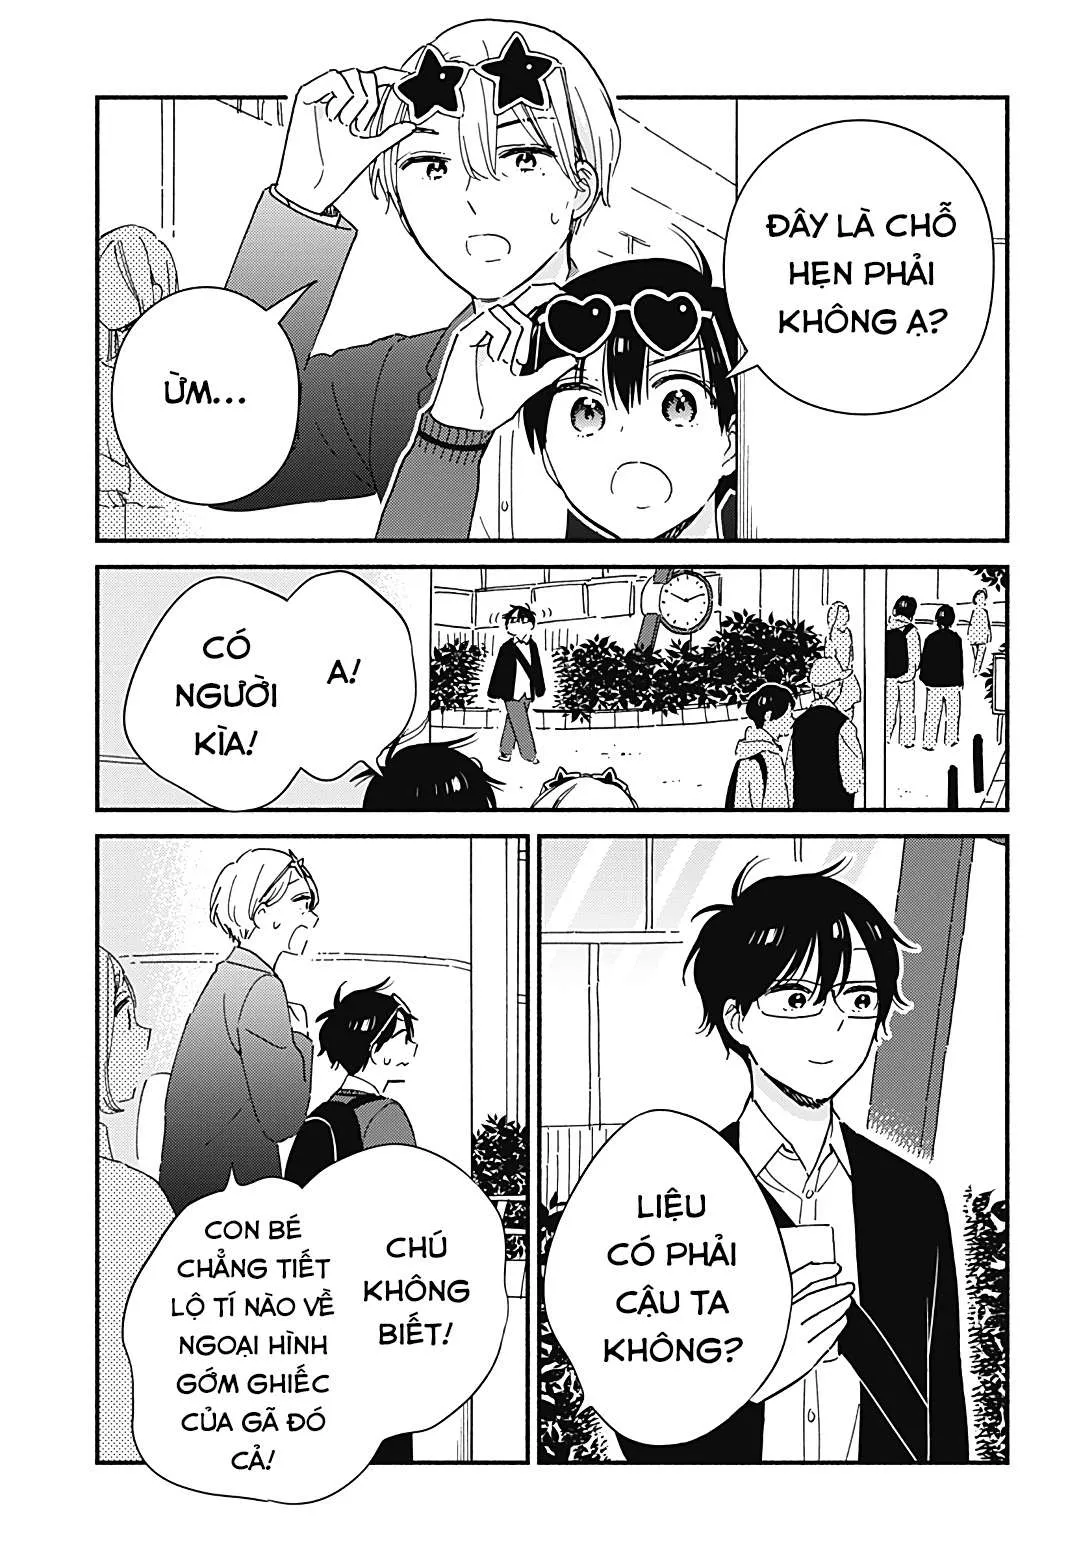 ĐÂY LÀ CHỖ
HẸN PHẢI
KHÔNG Ạ?
ỪM...
A!
CÓ
NGƯỜI
KÌA!
LIỆU
CÓ PHẢI
CẬU TA
KHÔNG?
CHÚ
KHÔNG
BIẾT!
CON BÉ
CHẲNG TIẾT
LỘ TÍ NÀO VỀ
NGOẠI HÌNH
GỚM GHIẾC
CỦA GÃ ĐÓ
CẢ!